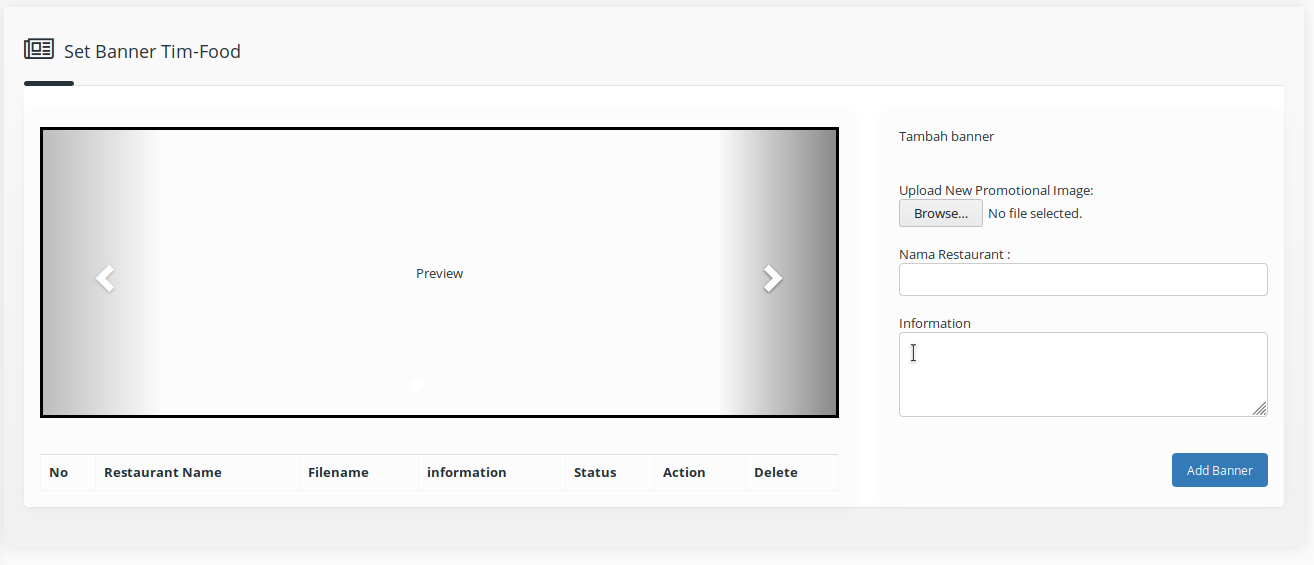 Set Banner Tim-Food
Preview
No Restaurant Name Filename information Status Action Delete
Tambah banner
Upload New Promotional Image:
Browse... No file selected.
Nama Restaurant :
Information
Add Banner